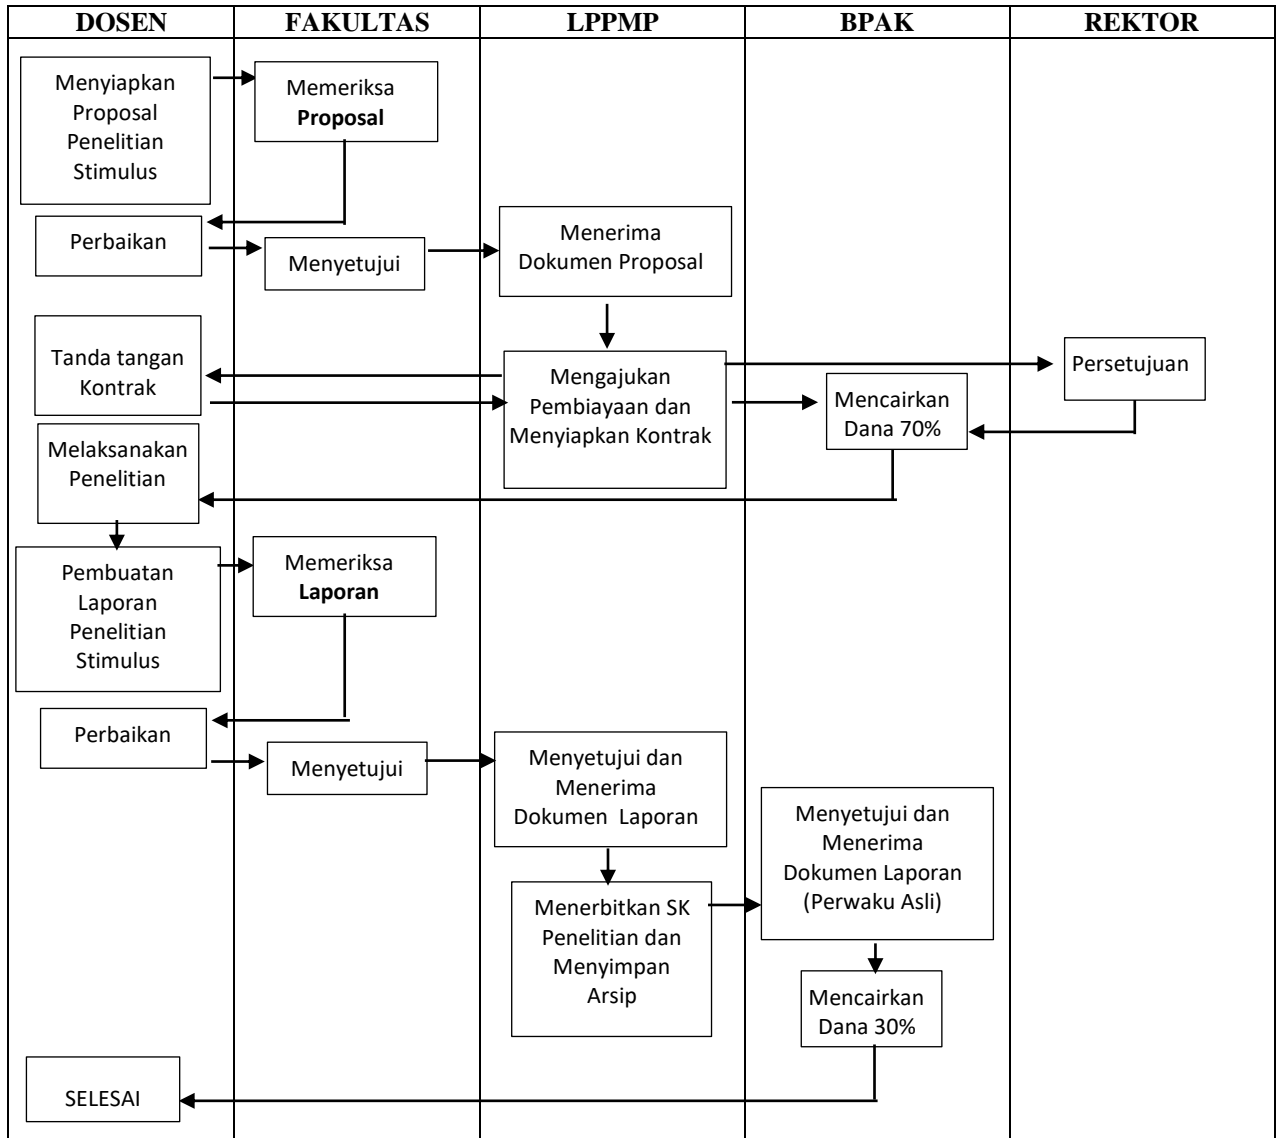 DOSEN
FAKULTAS
LPPMP
BPAK
REKTOR
Menyiapkan
Proposal
Penelitian
Stimulus
Memeriksa
Proposal
Perbaikan
Menyetujui
Menerima
Dokumen Proposal
Tanda tangan
Kontrak
Mengajukan
Pembiayaan dan
Menyiapkan Kontrak
Mencairkan
Dana 70%
Persetujuan
Melaksanakan
Penelitian
Pembuatan
Laporan
Penelitian
Stimulus
Memeriksa
Laporan
Perbaikan
Menyetujui
Menyetujui dan
Menerima
Dokumen Laporan
Menyetujui dan
Menerima
Dokumen Laporan
(Perwaku Asli)
Menerbitkan SK
Penelitian dan
Menyimpan
Arsip
Mencairkan
Dana 30%
SELESAI